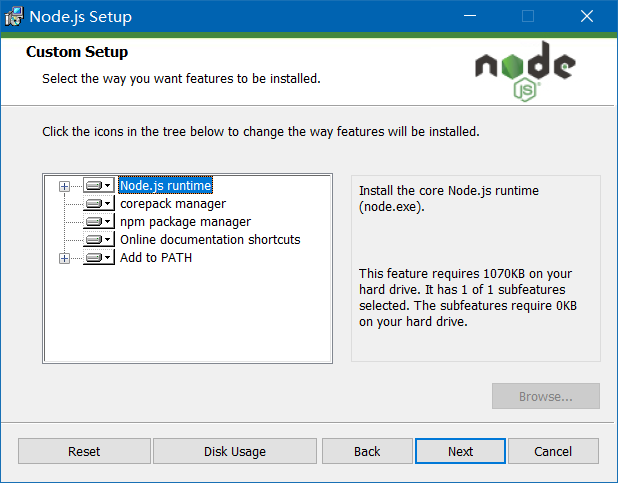 Node.js Setup
Custom Setup
Select the way you want features to be installed.
node
JS
Click the icons in the tree below to change the way features will be installed.
Node.js runtime
corepack manager
npm package manager
Online documentation shortcuts
Add to PATH
Install the core Node.js runtime
(node.exe).
This feature requires 1070KB on your
hard drive. It has 1 of 1 subfeatures
selected. The subfeatures require 0KB
on your hard drive.
Browse...
Reset
Disk Usage
Back
Next
Cancel